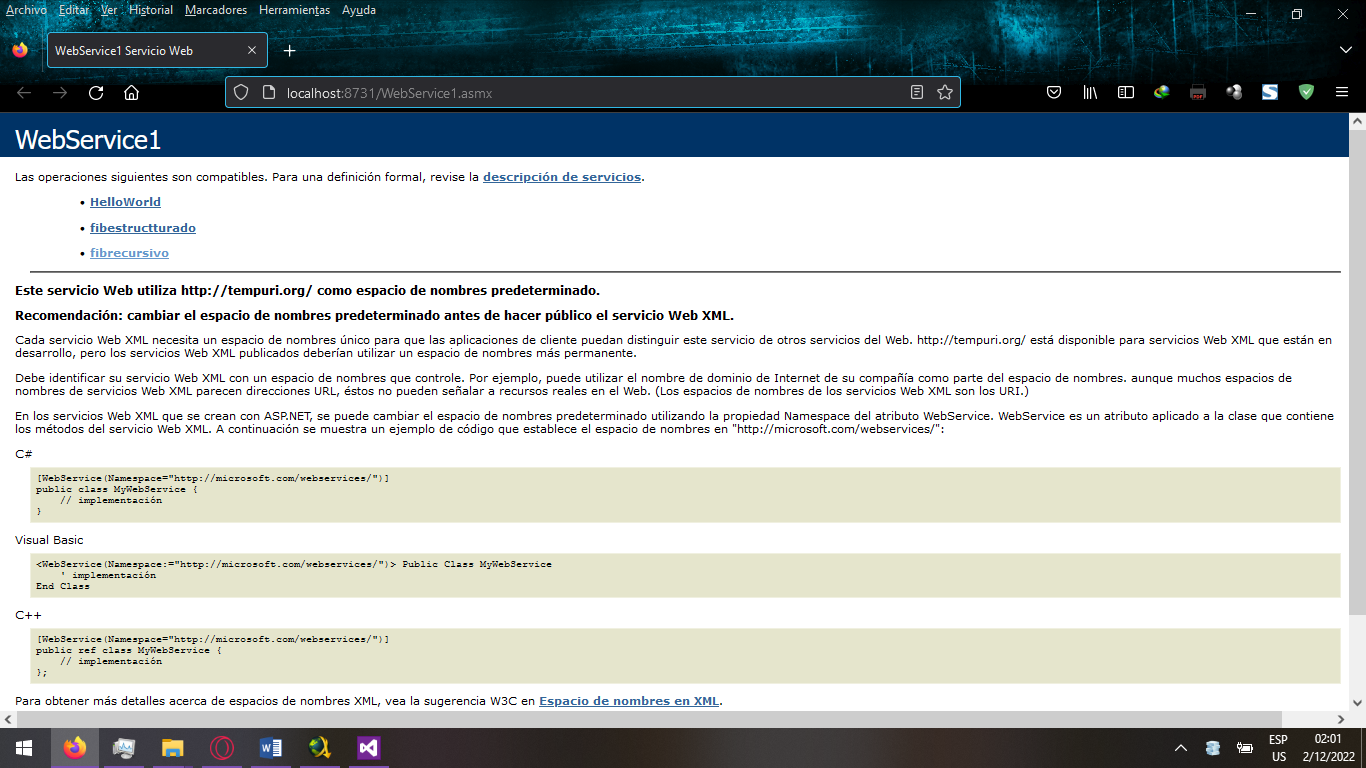 Archivo Editar Ver Historial Marcadores Herramientas Ayuda
WebService1 Servicio Web
localhost:8731/WebService1.asmx
WebService1
Las operaciones siguientes son compatibles. Para una definición formal, revise la descripción de servicios.
• HelloWorld
• fibestructturado
• fibrecursivo
Este servicio Web utiliza http://tempuri.org/ como espacio de nombres predeterminado.
Recomendación: cambiar el espacio de nombres predeterminado antes de hacer público el servicio Web XML.
Cada servicio Web XML necesita un espacio de nombres único para que las aplicaciones de cliente puedan distinguir este servicio de otros servicios del Web. http://tempuri.org/ está disponible para servicios Web XML que están en
desarrollo, pero los servicios Web XML publicados deberían utilizar un espacio de nombres más permanente.
Debe identificar su servicio Web XML con un espacio de nombres que controle. Por ejemplo, puede utilizar el nombre de dominio de Internet de su compañía como parte del espacio de nombres. aunque muchos espacios de
nombres de servicios Web XML parecen direcciones URL, éstos no pueden señalar a recursos reales en el Web. (Los espacios de nombres de los servicios Web XML son los URI.)
En los servicios Web XML que se crean con ASP.NET, se puede cambiar el espacio de nombres predeterminado utilizando la propiedad Namespace del atributo WebService. WebService es un atributo aplicado a la clase que contiene
los métodos del servicio Web XML. A continuación se muestra un ejemplo de código que establece el espacio de nombres en "http://microsoft.com/webservices/":
C#
[WebService(Namespace="http://microsoft.com/webservices/")]
public class MyWebService {
    // implementación
}
Visual Basic
<WebService(Namespace:="http://microsoft.com/webservices/")> Public Class MyWebService
    ' implementación
End Class
C++
[WebService(Namespace="http://microsoft.com/webservices/")]
public ref class MyWebService {
    // implementación
};
Para obtener más detalles acerca de espacios de nombres XML, vea la sugerencia W3C en Espacio de nombres en XML.
ESP 02:01
US 2/12/2022